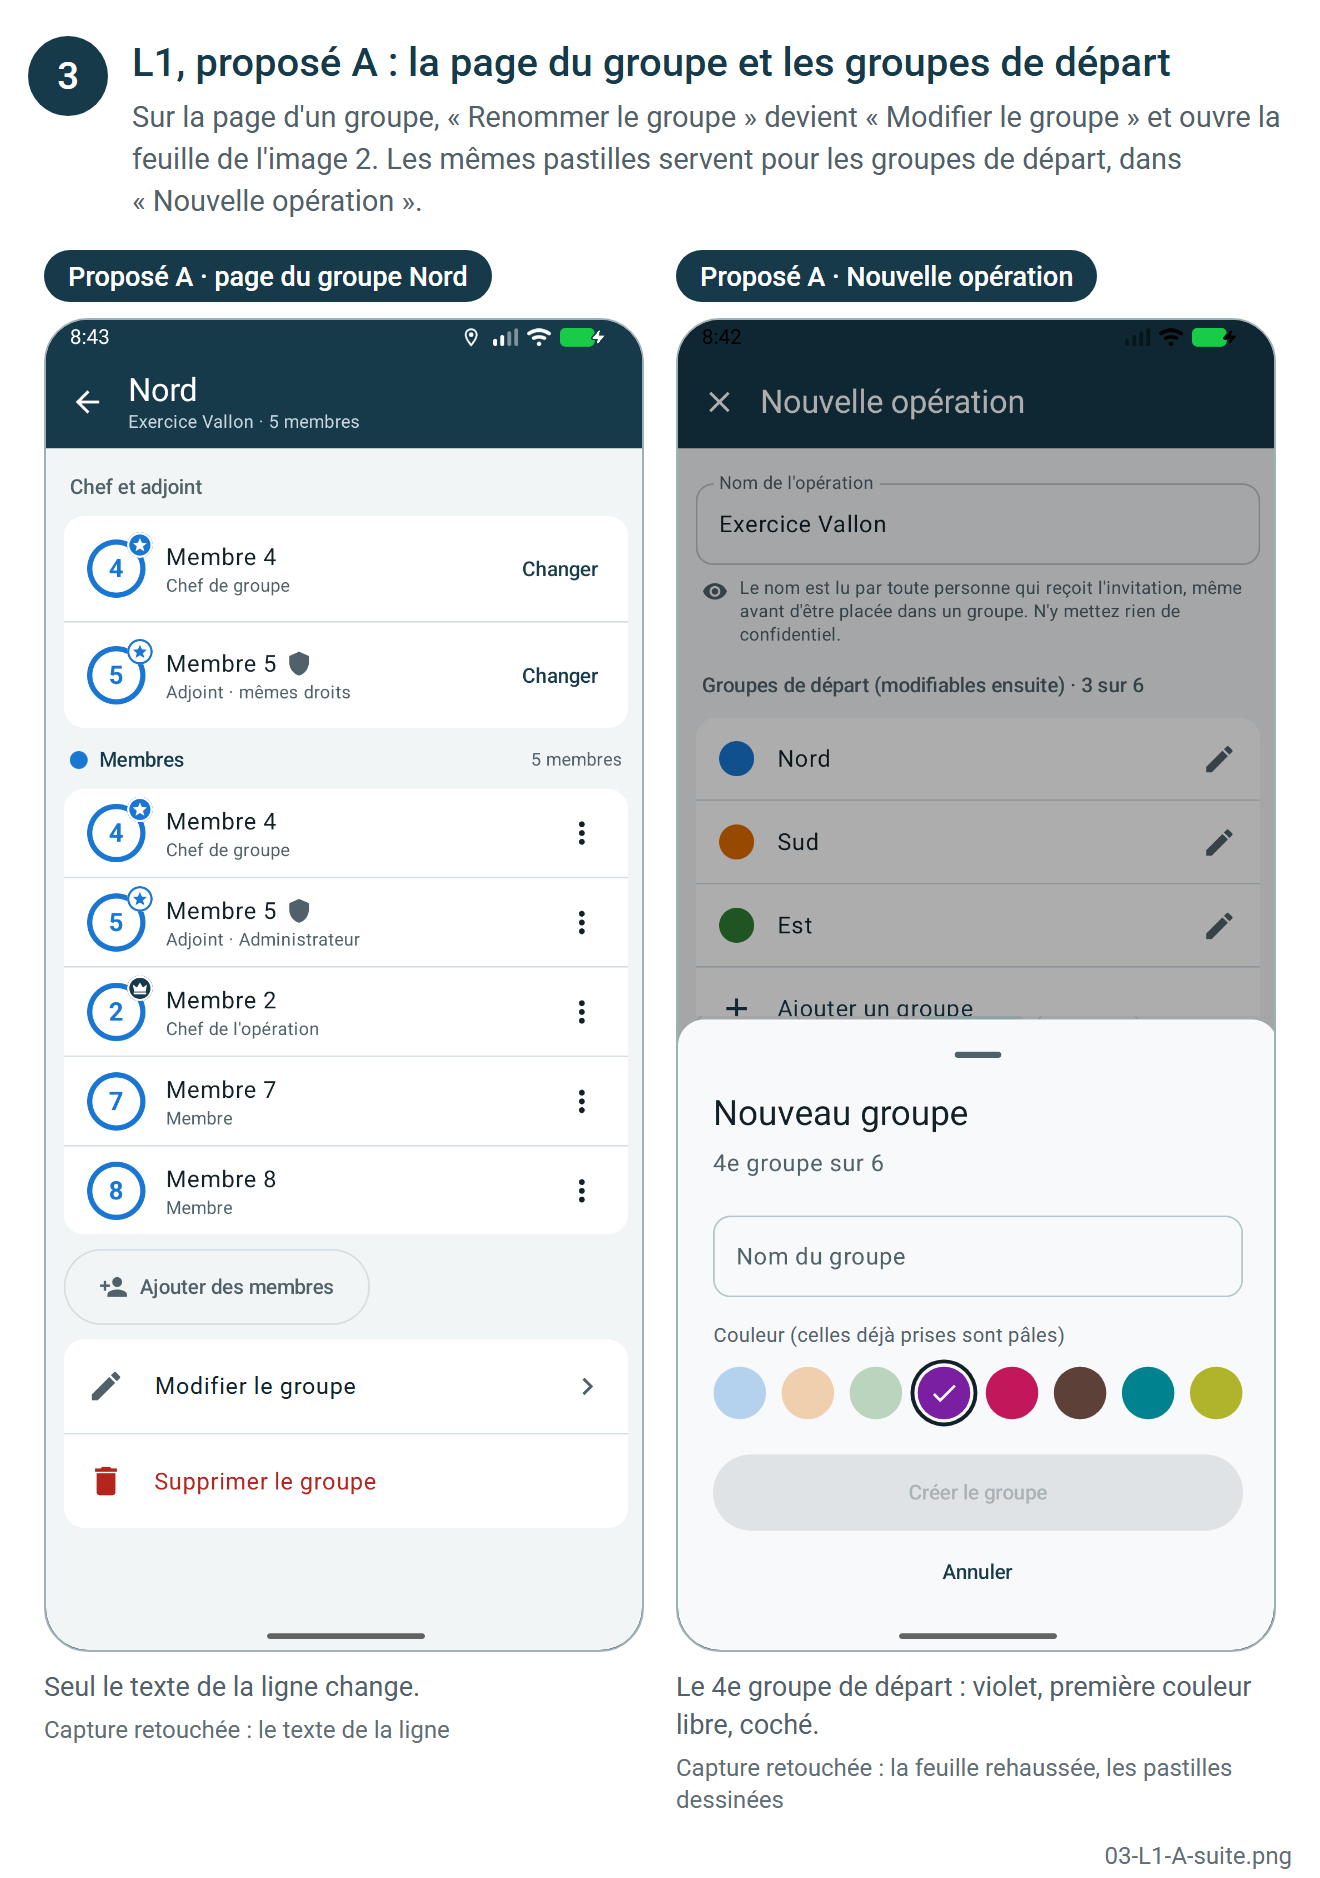 3
L1, proposé A : la page du groupe et les groupes de départ
Sur la page d'un groupe, « Renommer le groupe » devient « Modifier le groupe » et ouvre la
feuille de l'image 2. Les mêmes pastilles servent pour les groupes de départ, dans
« Nouvelle opération ».
Proposé A · page du groupe Nord
8:43
Nord
Exercice Vallon · 5 membres
Chef et adjoint
4
Membre 4
Chef de groupe
Changer
5
Membre 5
Adjoint · mêmes droits
Changer
Membres
5 membres
4
Membre 4
Chef de groupe
5
Membre 5
Adjoint · Administrateur
2
Membre 2
Chef de l'opération
7
Membre 7
Membre
8
Membre 8
Membre
Ajouter des membres
Modifier le groupe
Supprimer le groupe
Seul le texte de la ligne change.
Capture retouchée : le texte de la ligne
Proposé A · Nouvelle opération
8:42
Nouvelle opération
Nom de l'opération
Exercice Vallon
Le nom est lu par toute personne qui reçoit l'invitation, même
avant d'être placée dans un groupe. N'y mettez rien de
confidentiel.
Groupes de départ (modifiables ensuite) · 3 sur 6
Nord
Sud
Est
Ajouter un groupe
Nouveau groupe
4e groupe sur 6
Nom du groupe
Couleur (celles déjà prises sont pâles)
Créer le groupe
Annuler
Le 4e groupe de départ : violet, première couleur
libre, coché.
Capture retouchée : la feuille rehaussée, les pastilles
dessinées
03-L1-A-suite.png